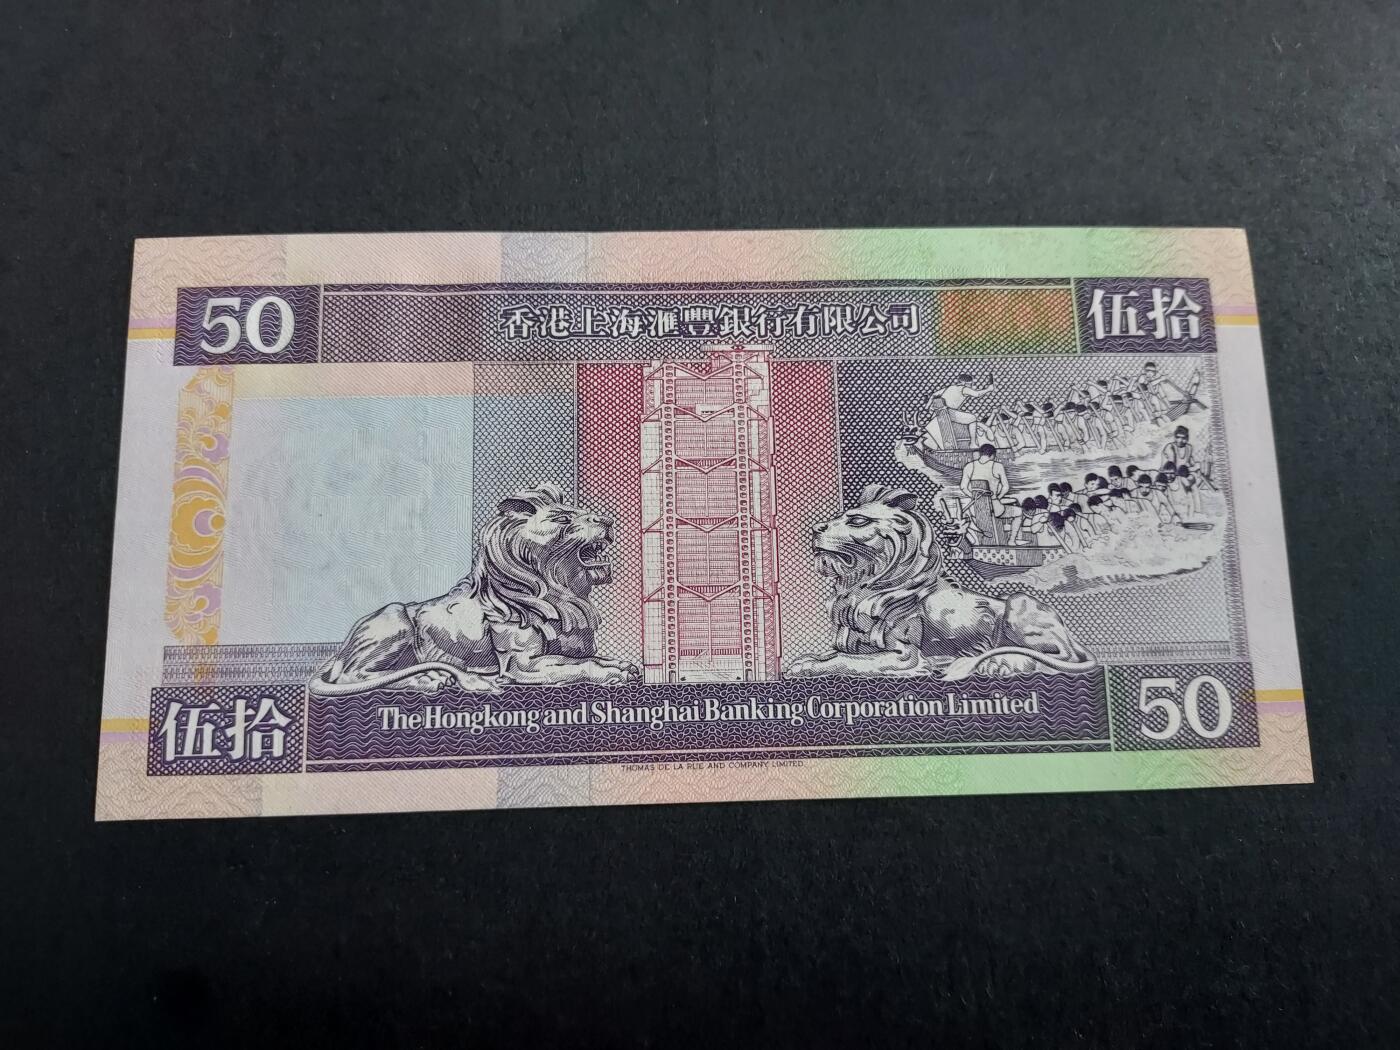 50
香港上海滙豐銀行有限公司
伍拾
伍拾
The Hongkong and Shanghai Banking Corporation Limited
50
THOMAS DE LA RUE AND COMPANY LIMITED.